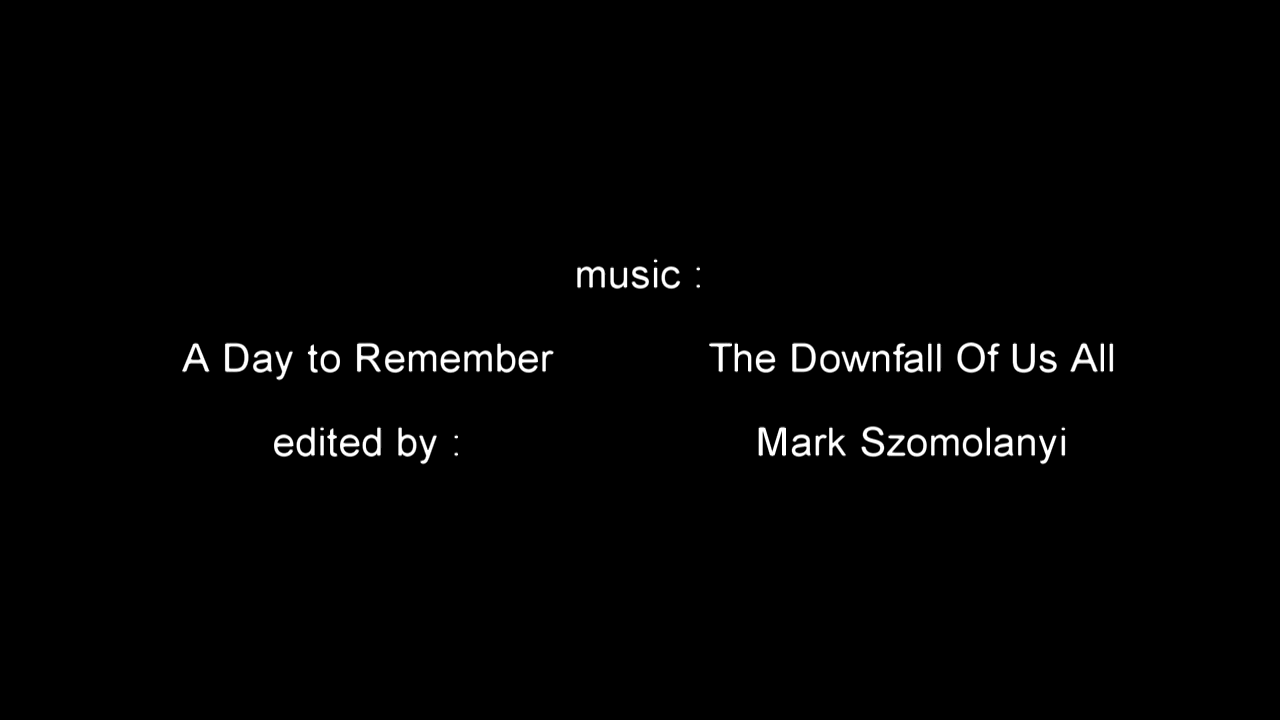 music :
A Day to Remember The Downfall Of Us All
edited by : Mark Szomolanyi